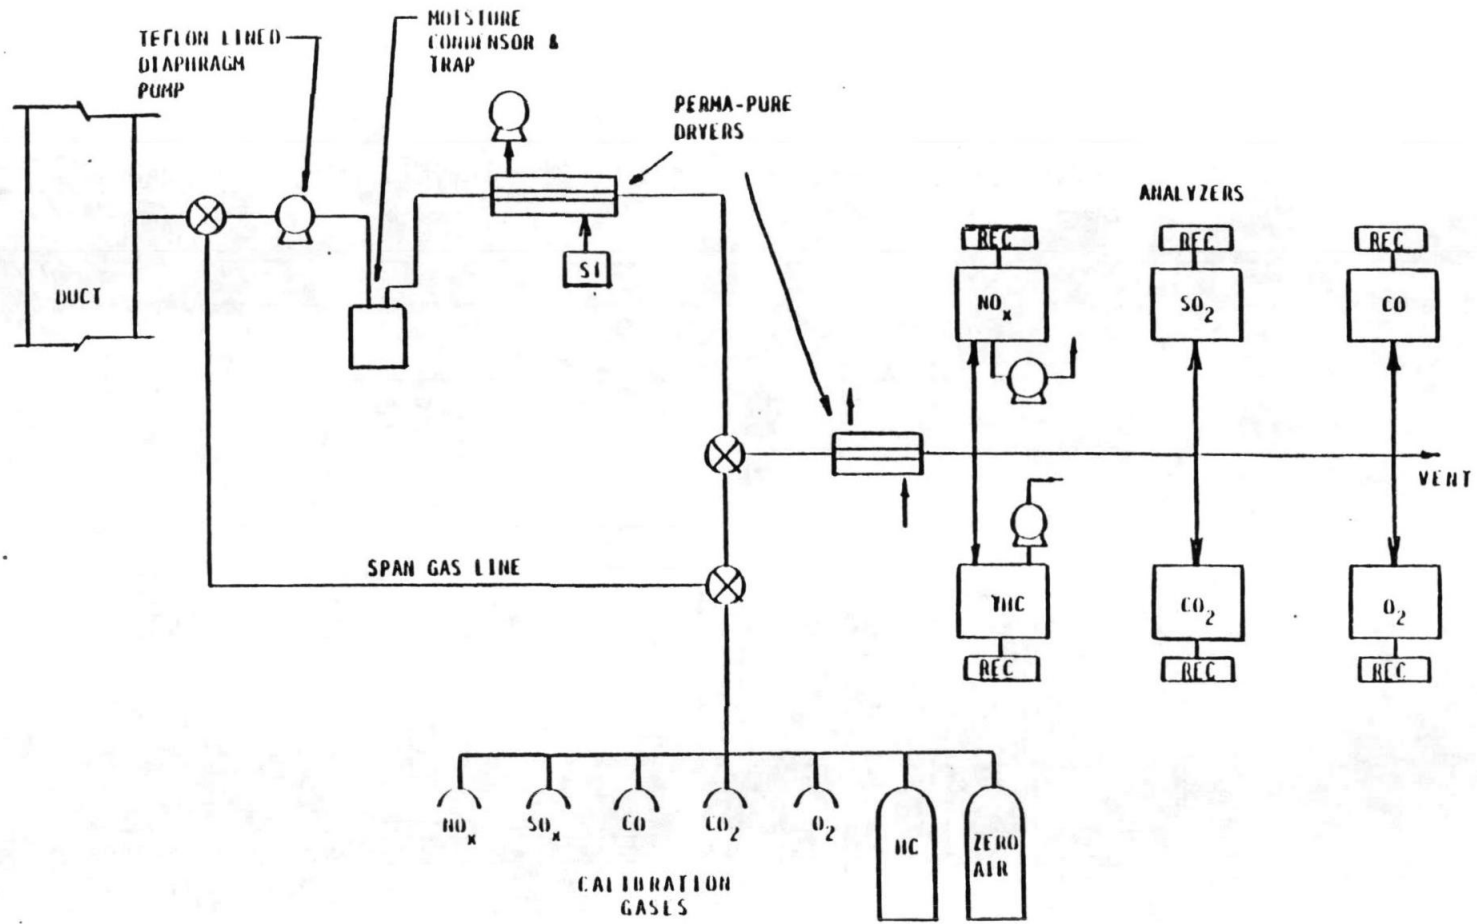 TEFLON LINED
DIAPHRAGM
PUMP
MOISTURE
CONDENSOR &
TRAP
PERMA-PURE
DRYERS
ANALYZERS
REC
REC
REC
DUCT
SI
NOx
SO2
CO
VENT
SPAN GAS LINE
THC
CO2
O2
REC
REC
REC
NOx
SOx
CO
CO2
O2
HC
ZERO
AIR
CALIBRATION
GASES